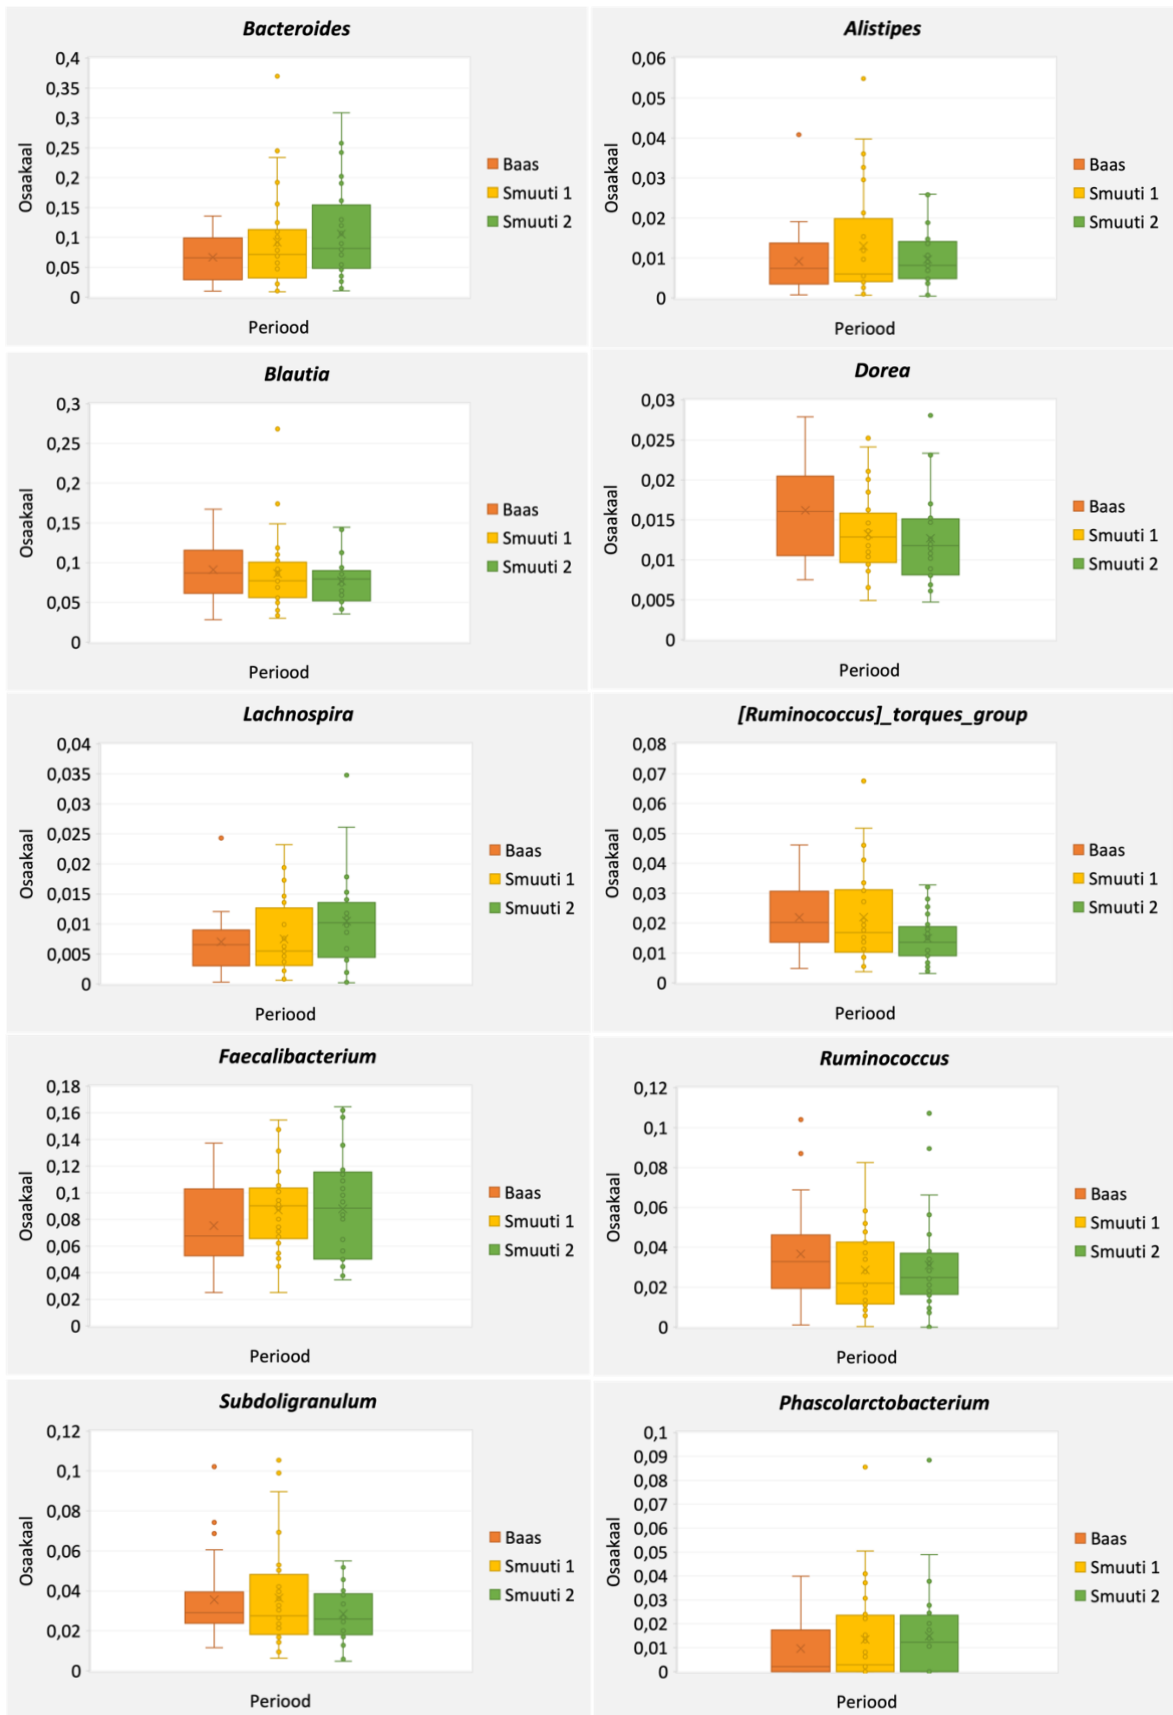 Bacteroides
0,4
0,35
0,3
0,25
0,2
0,15
0,1
0,05
0
Osaakaal
Periood
Baas
Smuuti 1
Smuuti 2
Alistipes
0,06
0,05
0,04
0,03
0,02
0,01
0
Osaakaal
Periood
Baas
Smuuti 1
Smuuti 2
Blautia
0,3
0,25
0,2
0,15
0,1
0,05
0
Osaakaal
Periood
Baas
Smuuti 1
Smuuti 2
Dorea
0,03
0,025
0,02
0,015
0,01
0,005
0
Osaakaal
Periood
Baas
Smuuti 1
Smuuti 2
Lachnospira
0,04
0,035
0,03
0,025
0,02
0,015
0,01
0,005
0
Osaakaal
Periood
Baas
Smuuti 1
Smuuti 2
[Ruminococcus]_torques_group
0,08
0,07
0,06
0,05
0,04
0,03
0,02
0,01
0
Osaakaal
Periood
Baas
Smuuti 1
Smuuti 2
Faecalibacterium
0,18
0,16
0,14
0,12
0,1
0,08
0,06
0,04
0,02
0
Osaakaal
Periood
Baas
Smuuti 1
Smuuti 2
Ruminococcus
0,12
0,1
0,08
0,06
0,04
0,02
0
Osaakaal
Periood
Baas
Smuuti 1
Smuuti 2
Subdoligranulum
0,12
0,1
0,08
0,06
0,04
0,02
0
Osaakaal
Periood
Baas
Smuuti 1
Smuuti 2
Phascolarctobacterium
0,1
0,09
0,08
0,07
0,06
0,05
0,04
0,03
0,02
0,01
0
Osaakaal
Periood
Baas
Smuuti 1
Smuuti 2